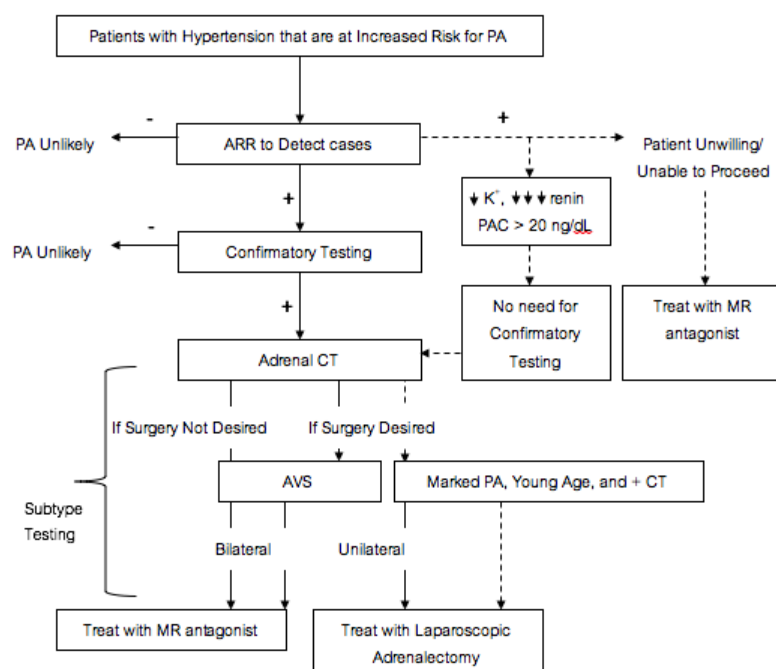 Patients with Hypertension that are at Increased Risk for PA
-
+
PA Unlikely
ARR to Detect cases
Patient Unwilling/
Unable to Proceed
+
↓ K+, ↓↓↓ renin
PAC > 20 ng/dL
-
PA Unlikely
Confirmatory Testing
+
No need for
Confirmatory
Testing
Treat with MR
antagonist
Adrenal CT
If Surgery Not Desired
If Surgery Desired
AVS
Marked PA, Young Age, and + CT
Subtype
Testing
Bilateral
Unilateral
Treat with MR antagonist
Treat with Laparoscopic
Adrenalectomy